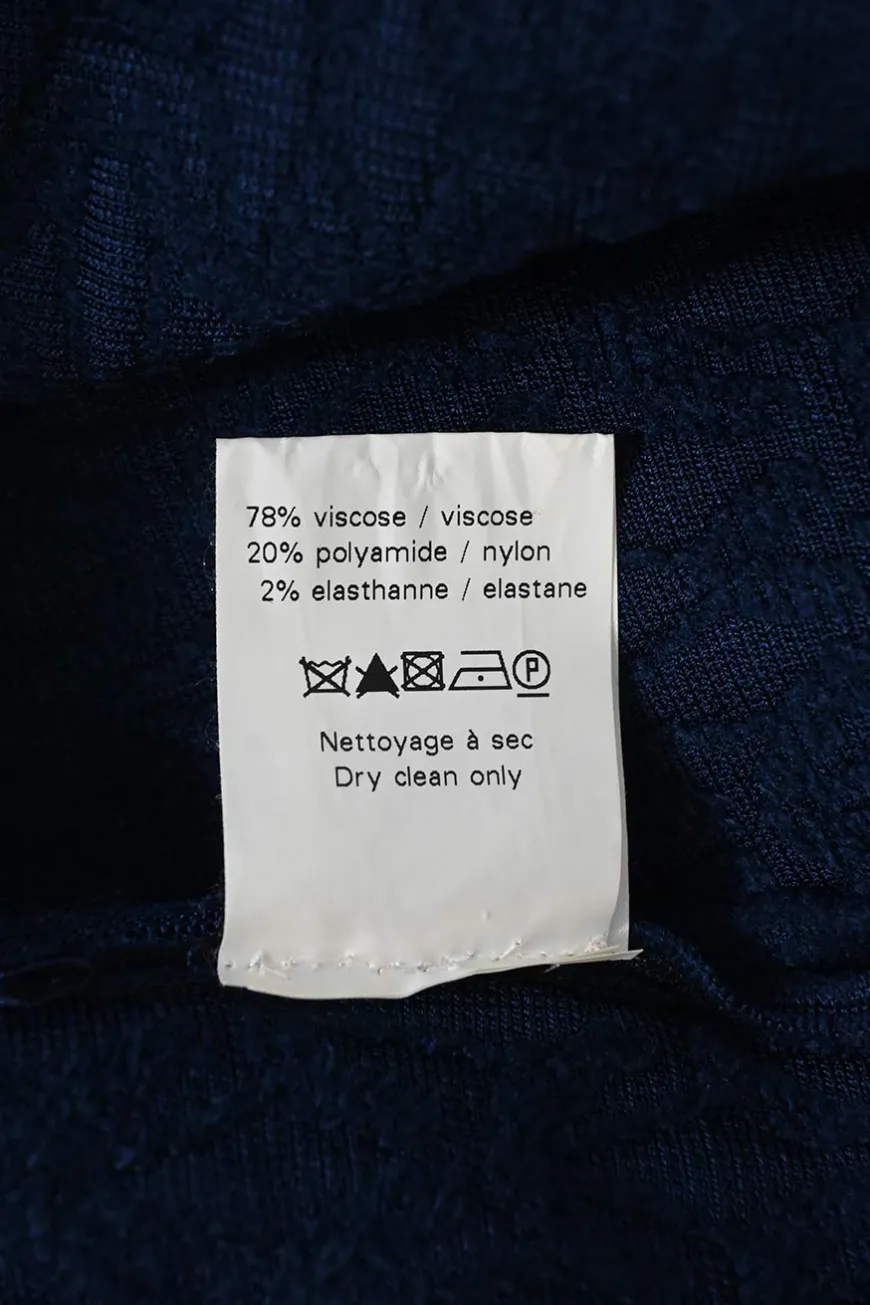 78% viscose / viscose
20% polyamide / nylon
2% elasthanne / elastane
P
Nettoyage à sec
Dry clean only